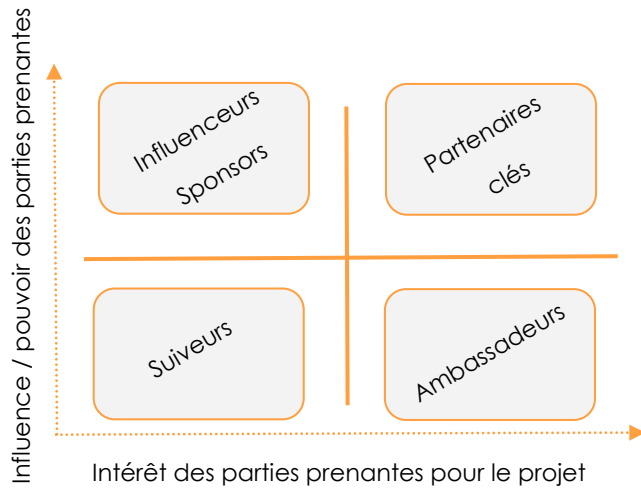 Influence / pouvoir des parties prenantes
Influenceurs
Sponsors
Partenaires
clés
Suiveurs
Ambassadeurs
Intérêt des parties prenantes pour le projet